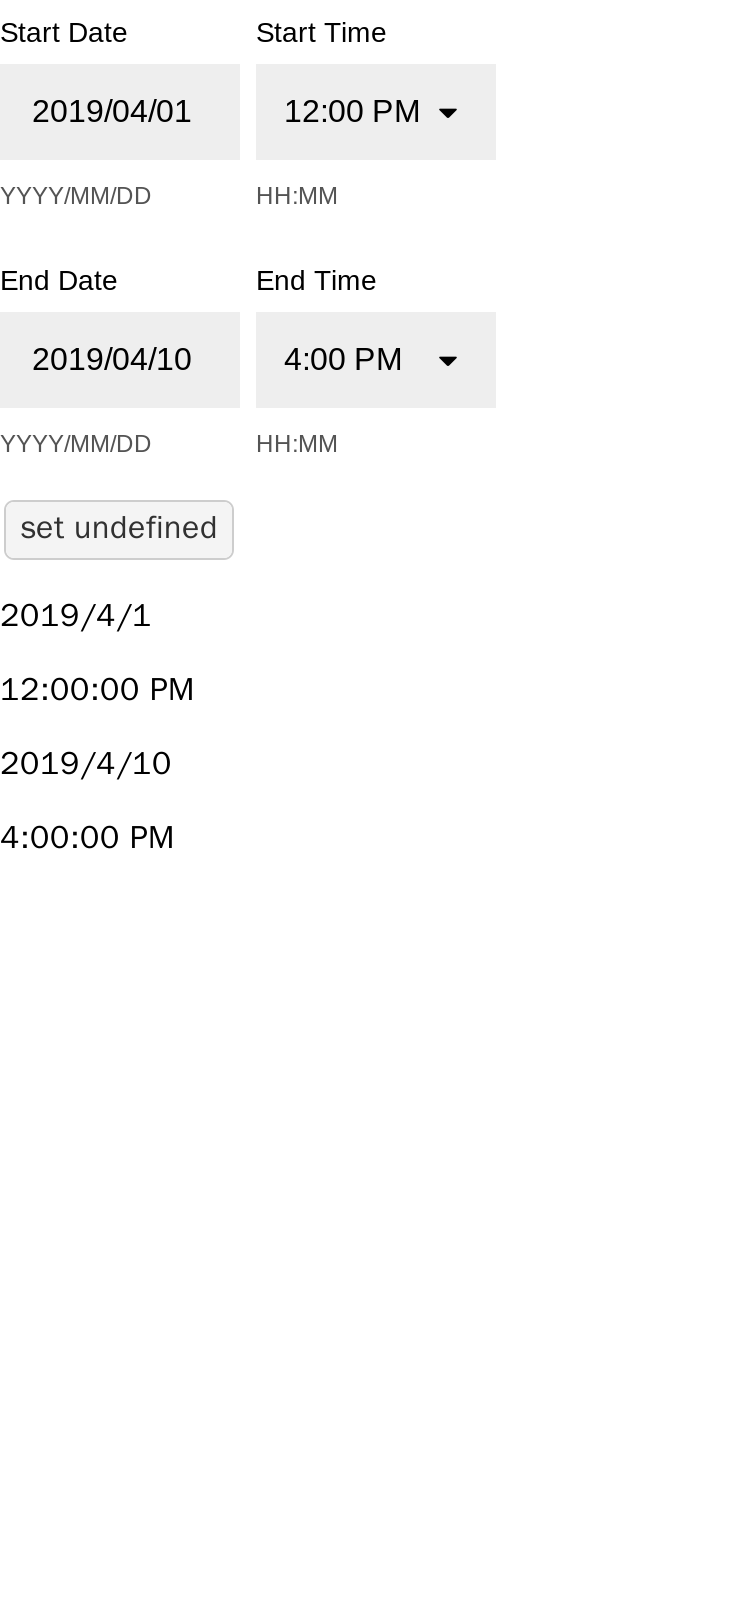 Start Date Start Time
2019/04/01 12:00 PM
YYYY/MM/DD HH:MM
End Date End Time
2019/04/10 4:00 PM
YYYY/MM/DD HH:MM
set undefined
2019/4/1
12:00:00 PM
2019/4/10
4:00:00 PM